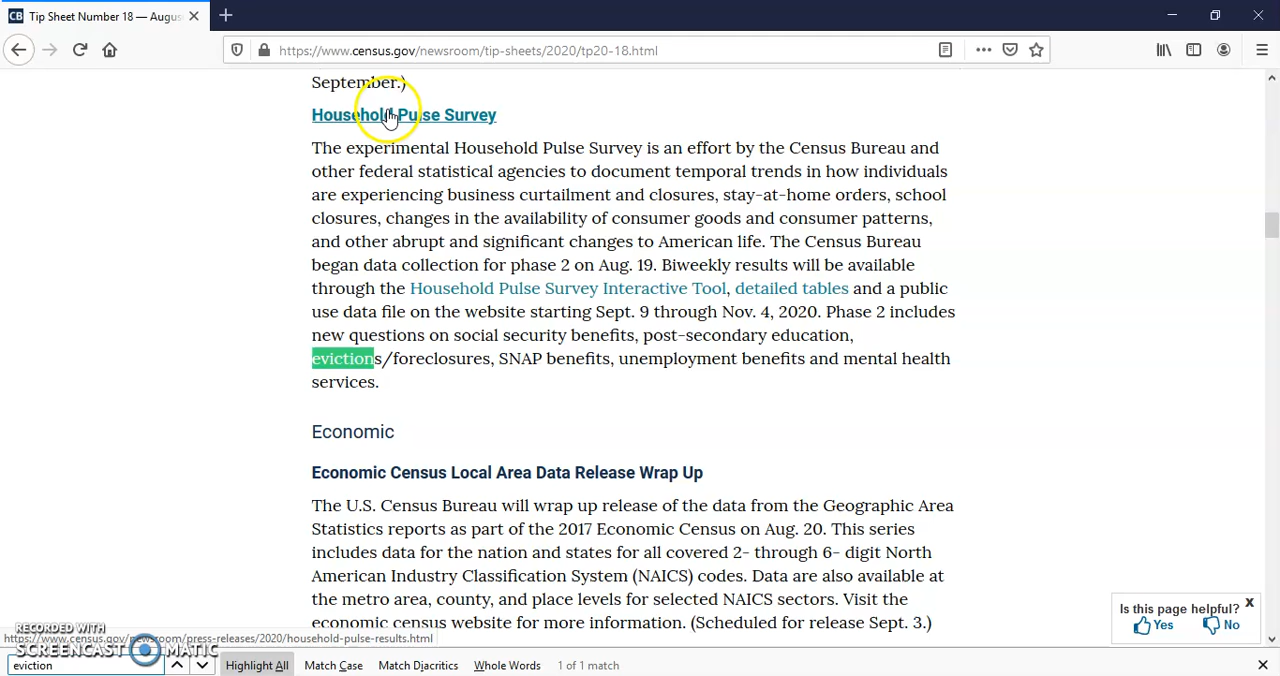 CB Tip Sheet Number 18 — Augus
https://www.census.gov/newsroom/tip-sheets/2020/tp20-18.html
September.)
Household Pulse Survey
The experimental Household Pulse Survey is an effort by the Census Bureau and
other federal statistical agencies to document temporal trends in how individuals
are experiencing business curtailment and closures, stay-at-home orders, school
closures, changes in the availability of consumer goods and consumer patterns,
and other abrupt and significant changes to American life. The Census Bureau
began data collection for phase 2 on Aug. 19. Biweekly results will be available
through the Household Pulse Survey Interactive Tool, detailed tables and a public
use data file on the website starting Sept. 9 through Nov. 4, 2020. Phase 2 includes
new questions on social security benefits, post-secondary education,
evictions/foreclosures, SNAP benefits, unemployment benefits and mental health
services.
Economic
Economic Census Local Area Data Release Wrap Up
The U.S. Census Bureau will wrap up release of the data from the Geographic Area
Statistics reports as part of the 2017 Economic Census on Aug. 20. This series
includes data for the nation and states for all covered 2- through 6- digit North
American Industry Classification System (NAICS) codes. Data are also available at
the metro area, county, and place levels for selected NAICS sectors. Visit the
economic census website for more information. (Scheduled for release Sept. 3.)
Is this page helpful? X
Yes No
https://www.census.gov/newsroom/press-releases/2020/household-pulse-results.html
RECORDED WITH
SCREENCAST MATIC
eviction Highlight All Match Case Match Diacritics Whole Words 1 of 1 match